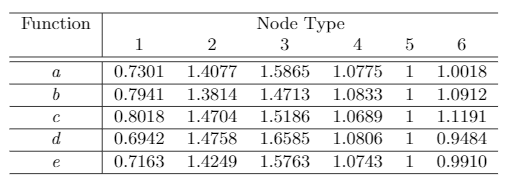 Function Node Type
1 2 3 4 5 6
a 0.7301 1.4077 1.5865 1.0775 1 1.0018
b 0.7941 1.3814 1.4713 1.0833 1 1.0912
c 0.8018 1.4704 1.5186 1.0689 1 1.1191
d 0.6942 1.4758 1.6585 1.0806 1 0.9484
e 0.7163 1.4249 1.5763 1.0743 1 0.9910